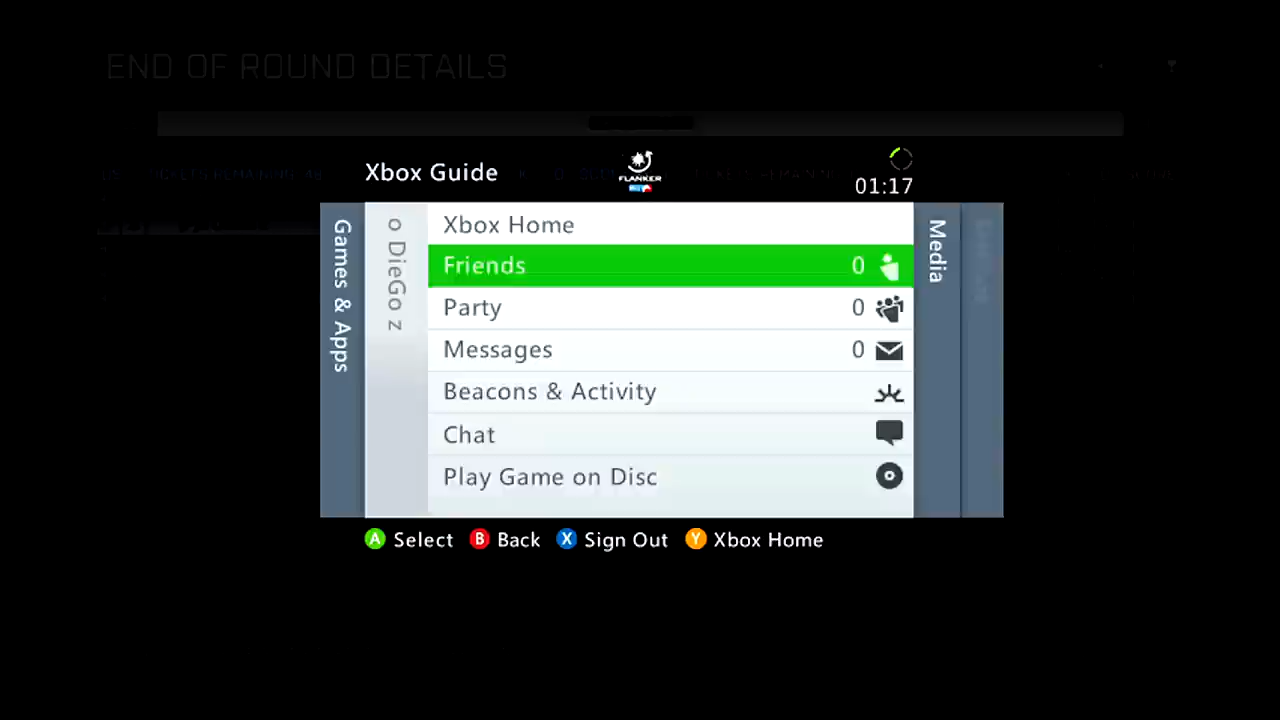 END OF ROUND DETAILS
Xbox Guide
FLANKER
01:17
Games & Apps
o DieGo z
Xbox Home
Friends 0
Party 0
Messages 0
Beacons & Activity
Chat
Play Game on Disc
Media
A Select B Back X Sign Out Y Xbox Home